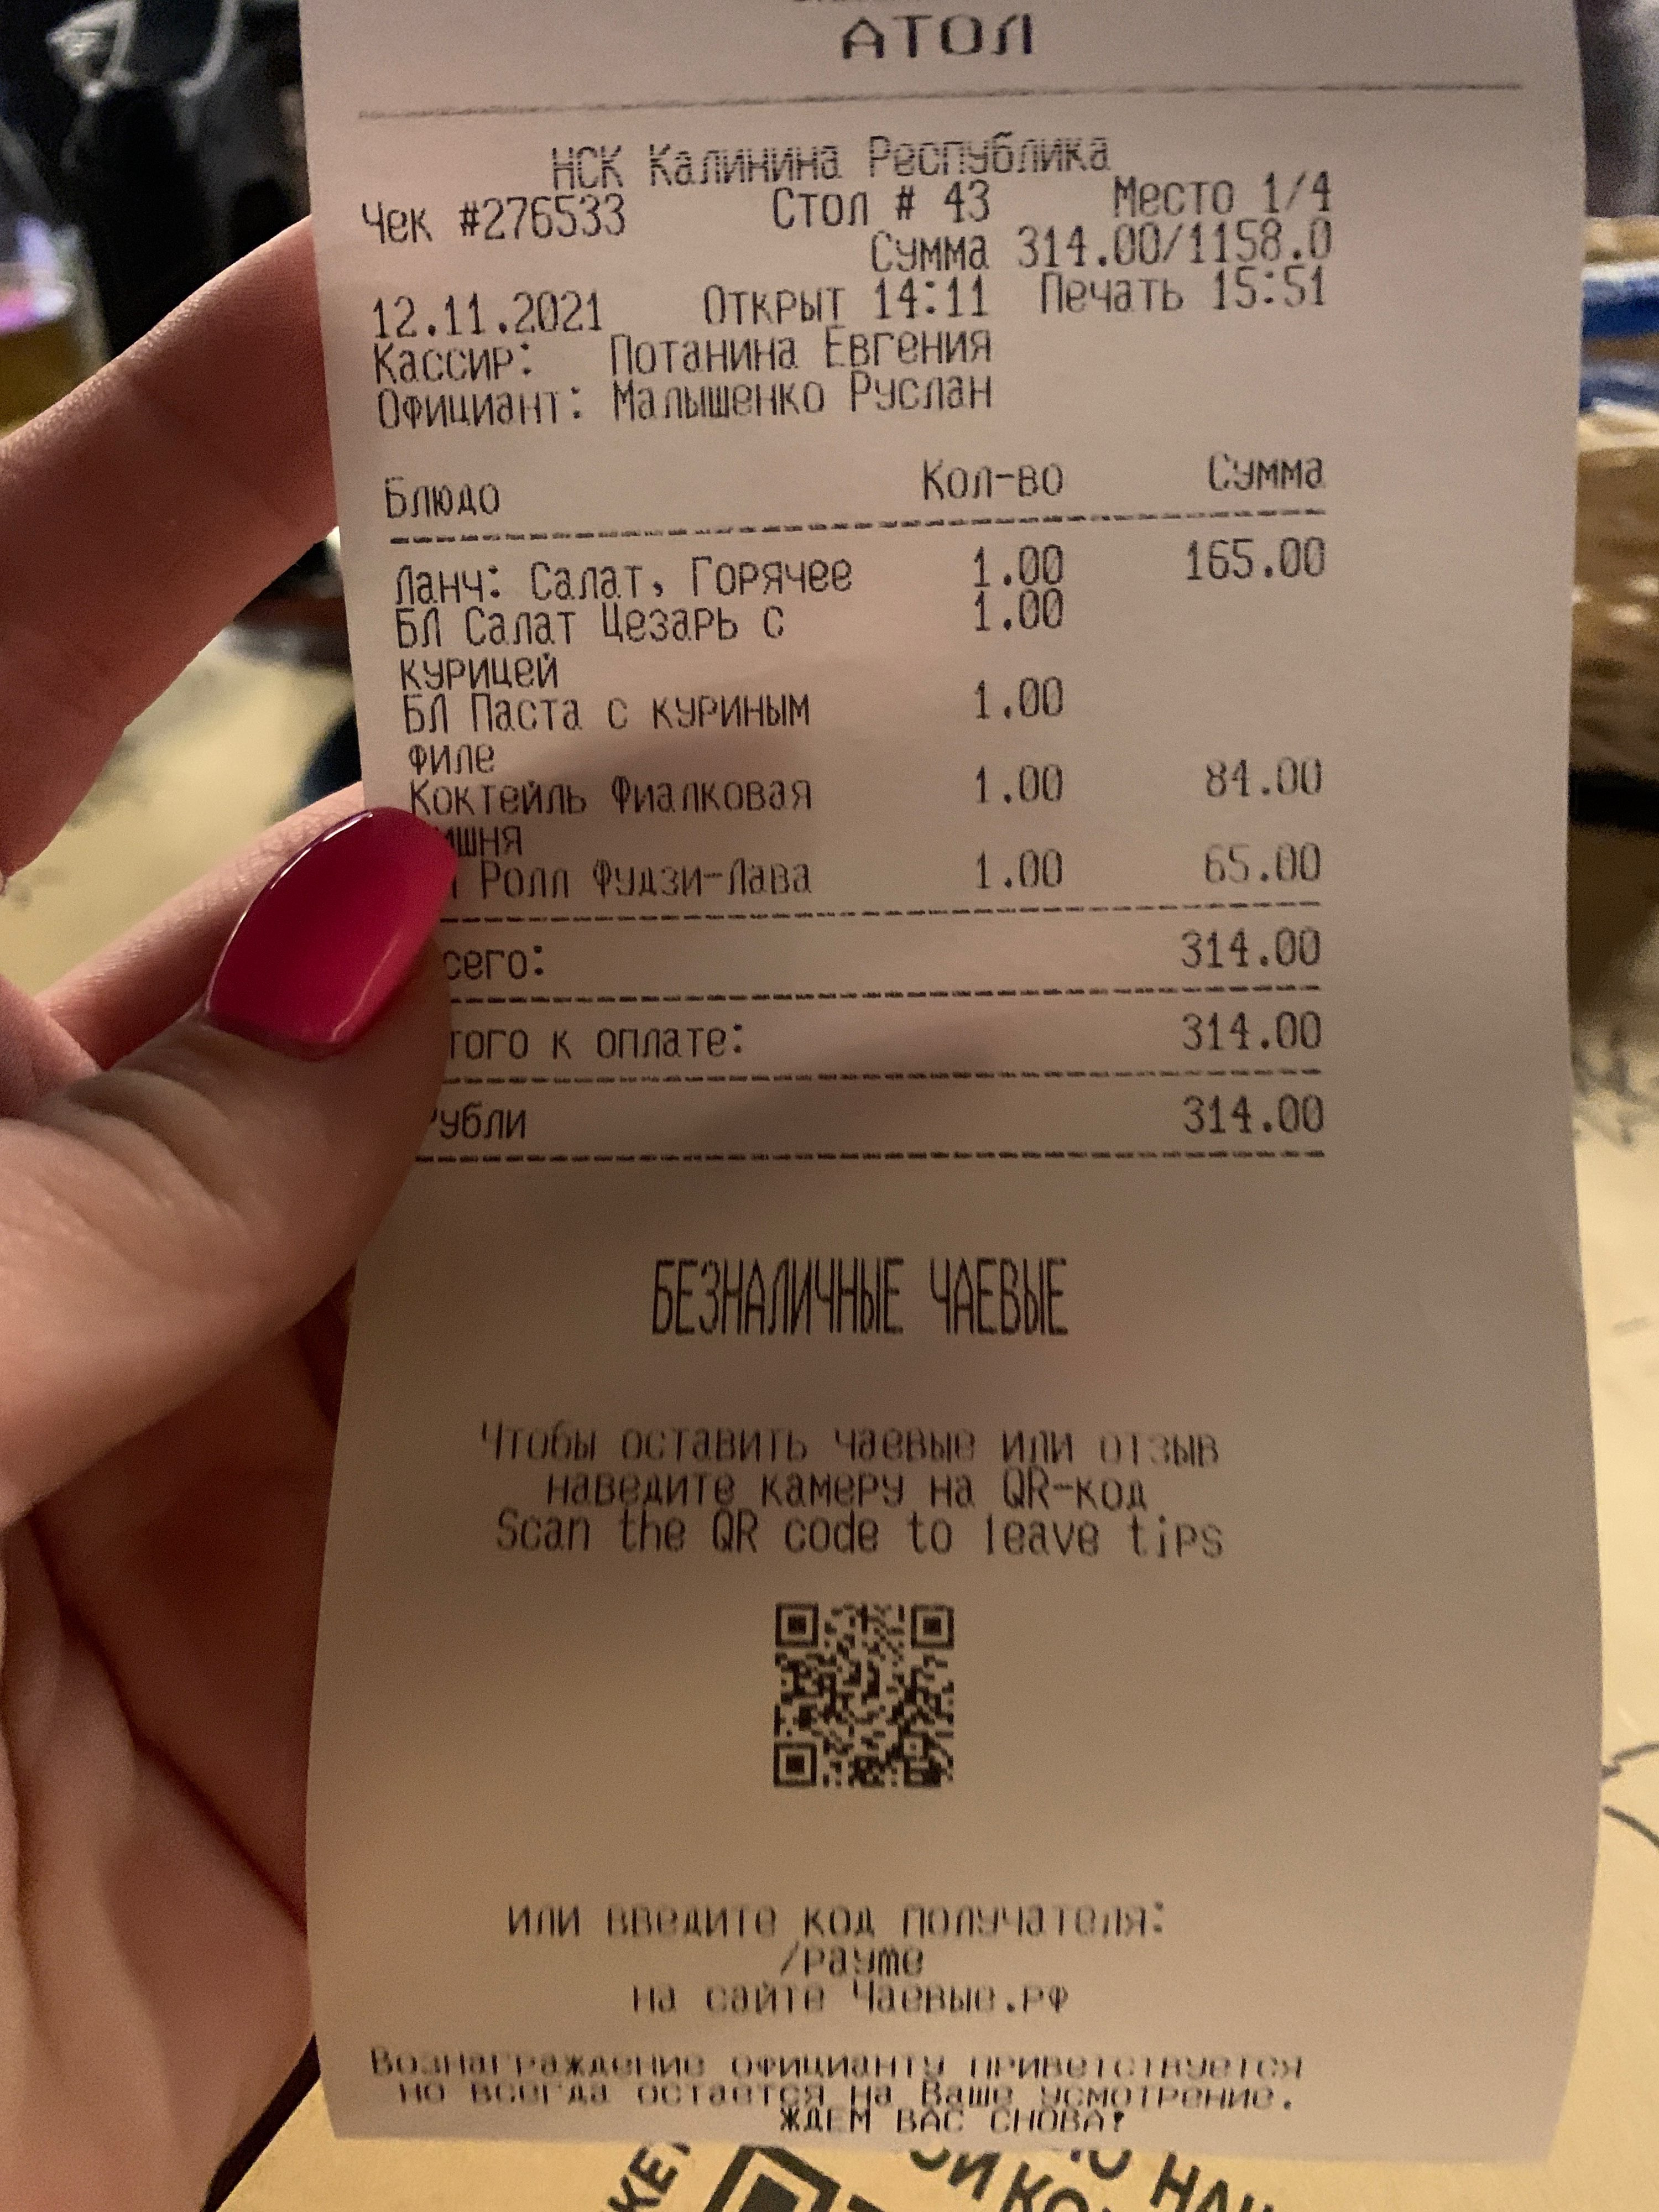 АТОЛ
НСК Калинина Республика
Чек #276533 Стол # 43 Место 1/4
Сумма 314.00/1158.0
12.11.2021 Открыт 14:11 Печать 15:51
Кассир: Потанина Евгения
Официант: Малышенко Руслан
Блюдо Кол-во Сумма
Ланч: Салат, Горячее 1.00 165.00
БЛ Салат Цезарь с 1.00
курицей
БЛ Паста с куриным 1.00
филе
Коктейль Фиалковая 1.00 84.00
ишня
Ролл Фудзи-Лава 1.00 65.00
сего: 314.00
того к оплате: 314.00
Рубли 314.00
БЕЗНАЛИЧНЫЕ ЧАЕВЫЕ
Чтобы оставить чаевые или отзыв
наведите камеру на QR-код
Scan the QR code to leave tips
или введите код получателя:
/payme
на сайте Чаевые.рф
Вознаграждение официанту приветствуется
но всегда остается на Ваше усмотрение.
ЖДЕМ ВАС СНОВА!